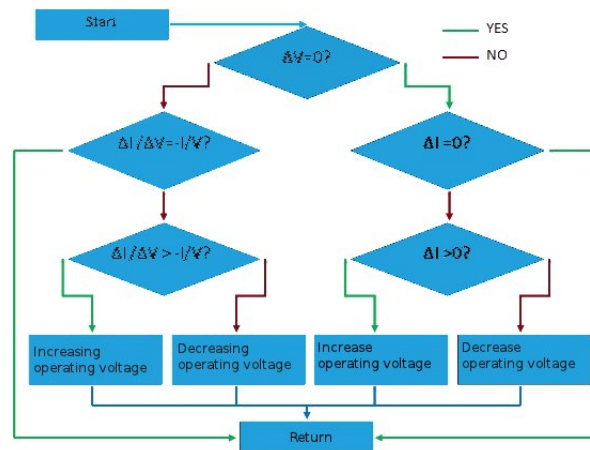 Start
YES
NO
ΔV=0?
ΔI/ΔV=-I/V?
ΔI=0?
ΔI/ΔV > -I/V?
ΔI >0?
Increasing
operating voltage
Decreasing
operating voltage
Increase
operating voltage
Decrease
operating voltage
Return